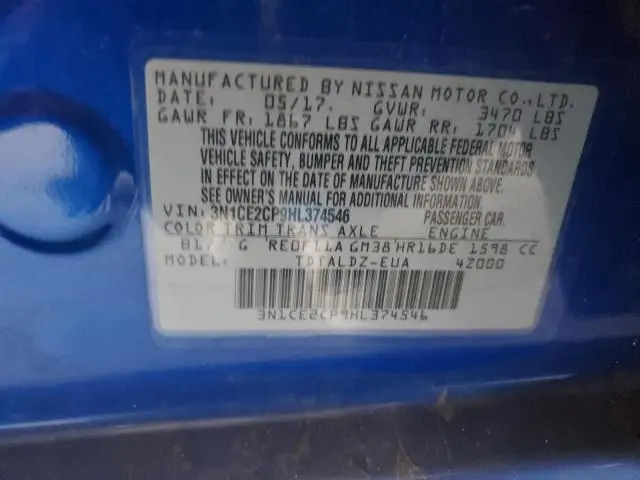 MANUFACTURED BY NISSAN MOTOR CO., LTD.
DATE: 05/17. GVWR: 3470 LBS
GAWR FR: 1867 LBS GAWR RR: 1704 LBS
THIS VEHICLE CONFORMS TO ALL APPLICABLE FEDERAL MOTOR
VEHICLE SAFETY, BUMPER AND THEFT PREVENTION STANDARDS
IN EFFECT ON THE DATE OF MANUFACTURE SHOWN ABOVE.
SEE OWNER'S MANUAL FOR ADDITIONAL INFORMATION
VIN: 3N1CE2CP9HL374546 PASSENGER CAR.
COLOR TRIM TRANS AXLE ENGINE
G RE0F11A GM38 HR16DE 1598 CC
MODEL: TDTALDZ-EUA 42000
3N1CE2CP9HL374546